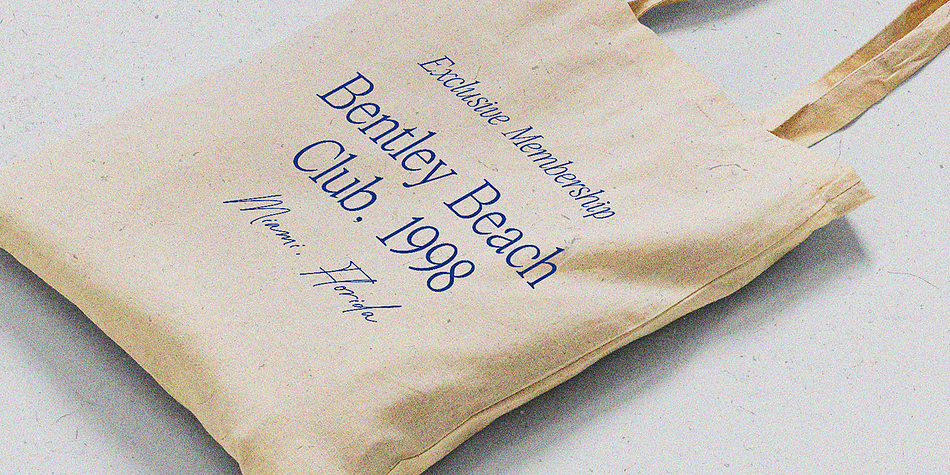 Exclusive Membership
Bentley Beach
Club, 1998
Miami, Florida